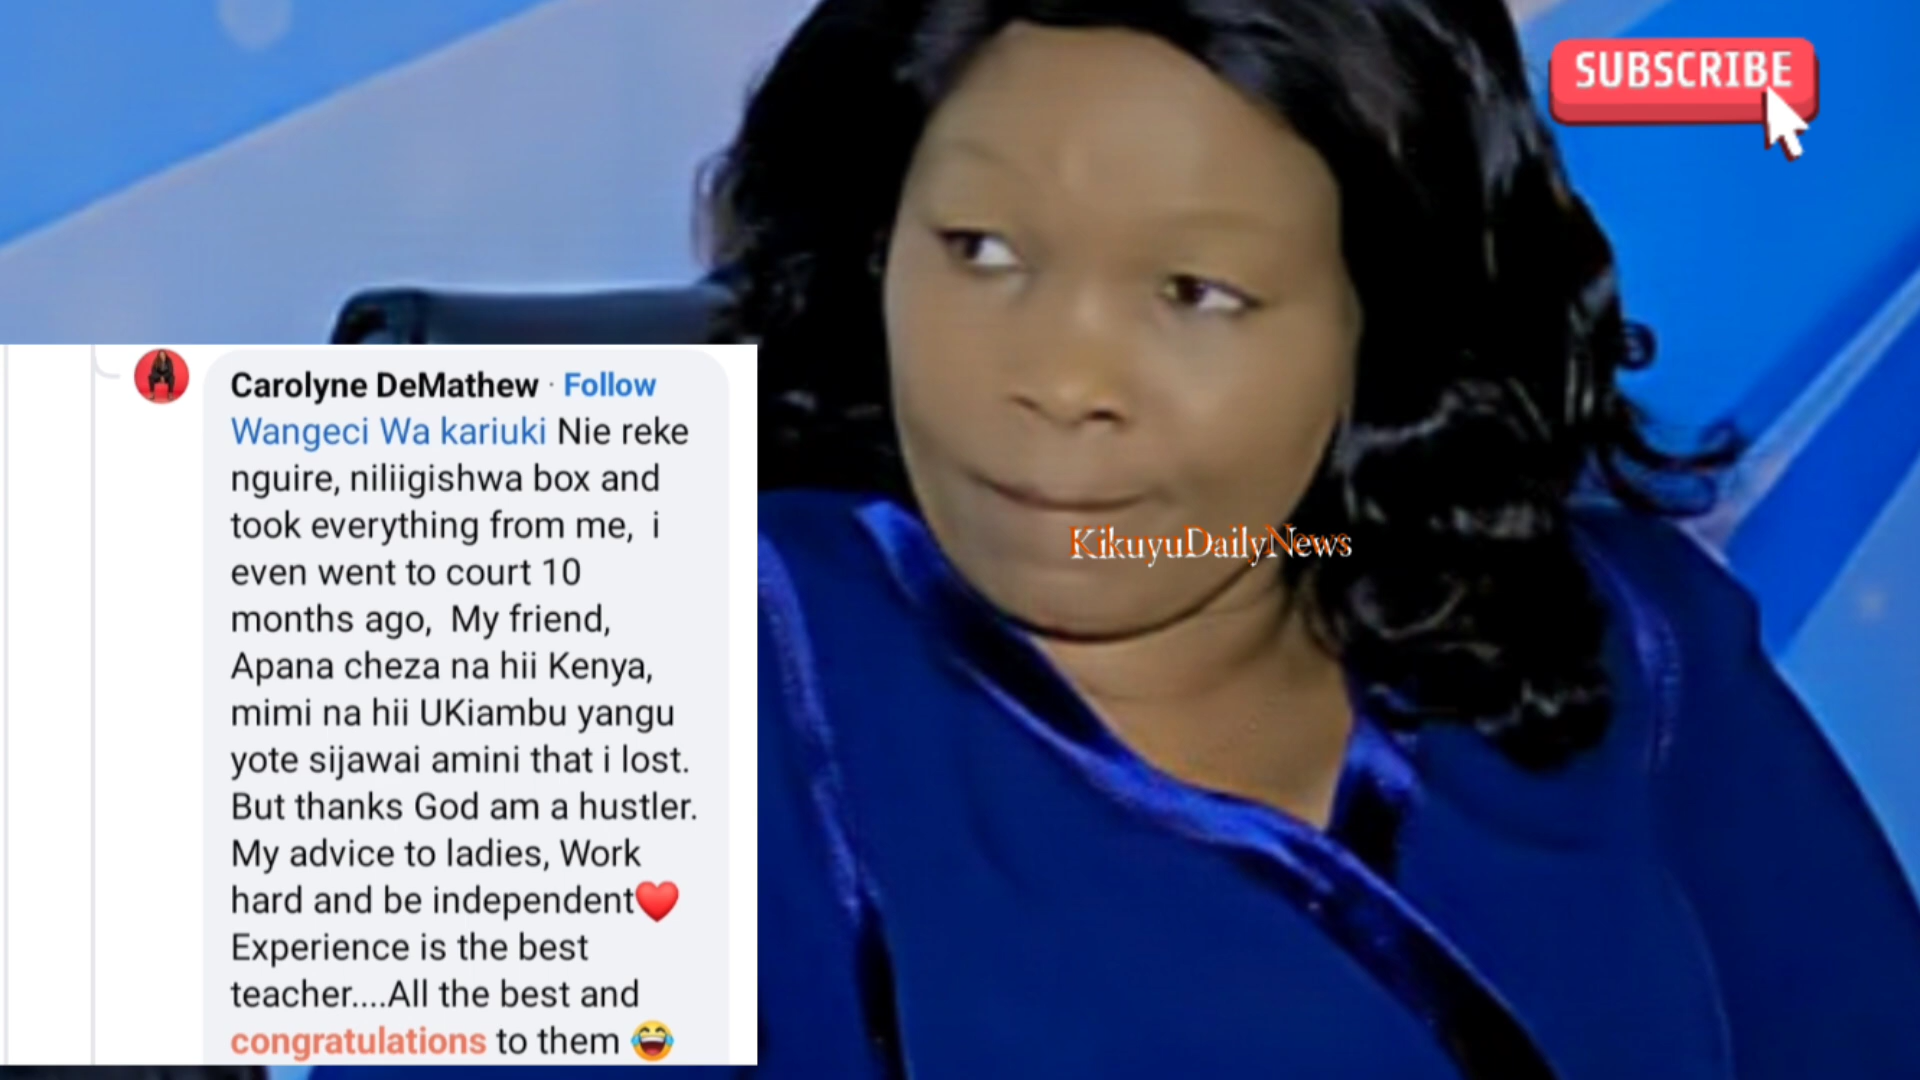 SUBSCRIBE
Carolyne DeMathew · Follow
Wangeci Wa kariuki Nie reke
nguire, niliigishwa box and
took everything from me, i
even went to court 10
months ago, My friend,
Apana cheza na hii Kenya,
mimi na hii UKiambu yangu
yote sijawai amini that i lost.
But thanks God am a hustler.
My advice to ladies, Work
hard and be independent❤️
Experience is the best
teacher....All the best and
congratulations to them 😂
KikuyuDailyNews